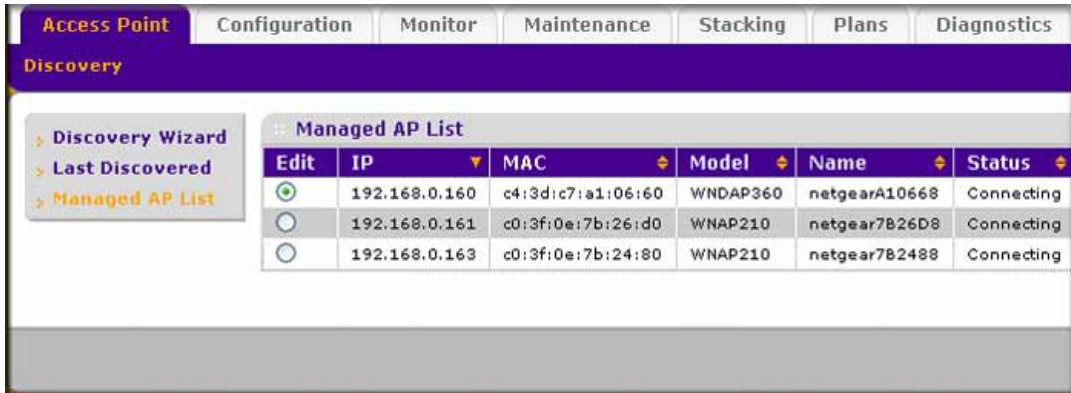 Access Point Configuration Monitor Maintenance Stacking Plans Diagnostics
Discovery
Discovery Wizard
Last Discovered
Managed AP List
Managed AP List
Edit IP MAC Model Name Status
192.168.0.160 c4:3d:c7:a1:06:60 WNDAP360 netgearA10668 Connecting
192.168.0.161 c0:3f:0e:7b:26:d0 WNAP210 netgear7B26D8 Connecting
192.168.0.163 c0:3f:0e:7b:24:80 WNAP210 netgear7B2488 Connecting